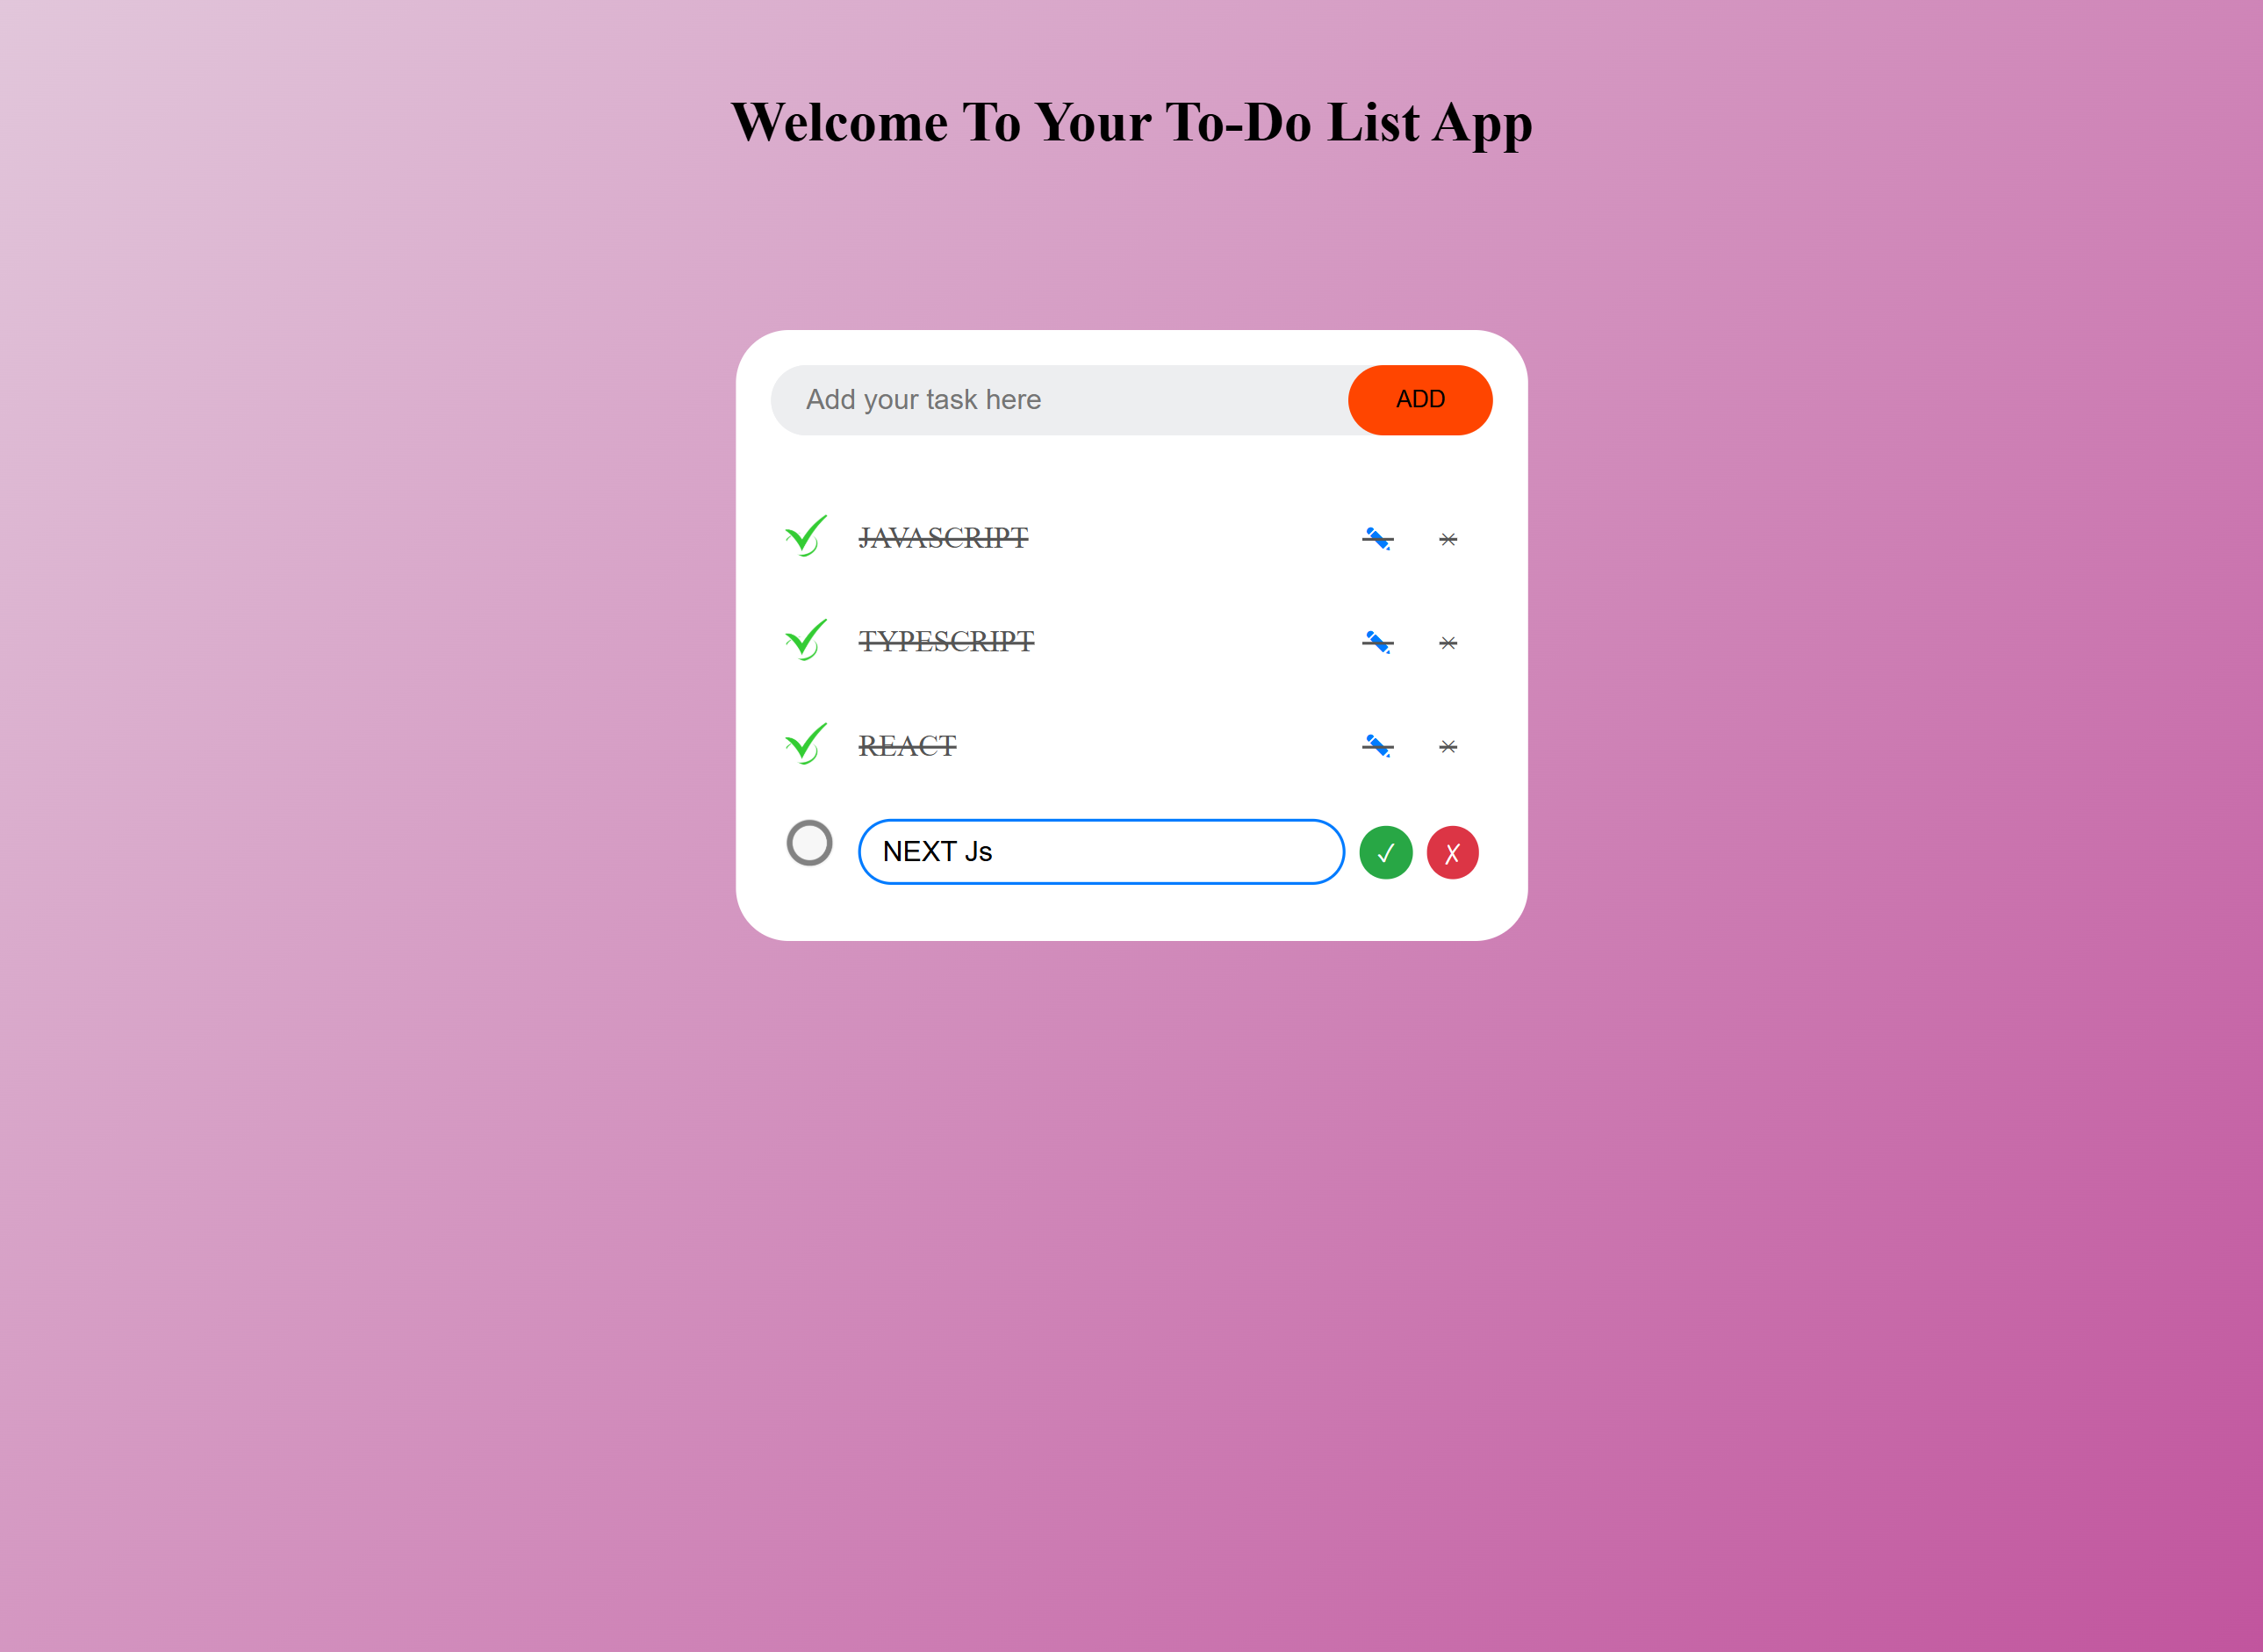 Welcome To Your To-Do List App
Add your task here ADD
JAVASCRIPT ×
TYPESCRIPT ×
REACT ×
NEXT Js ✓ ✗